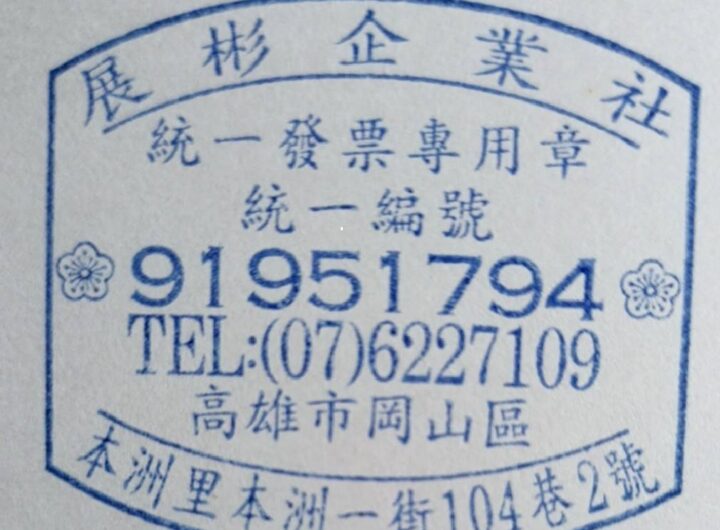 展彬企業社
統一發票專用章
統一編號
91951794
TEL:(07)6227109
高雄市岡山區
本洲里本洲一街104巷2號